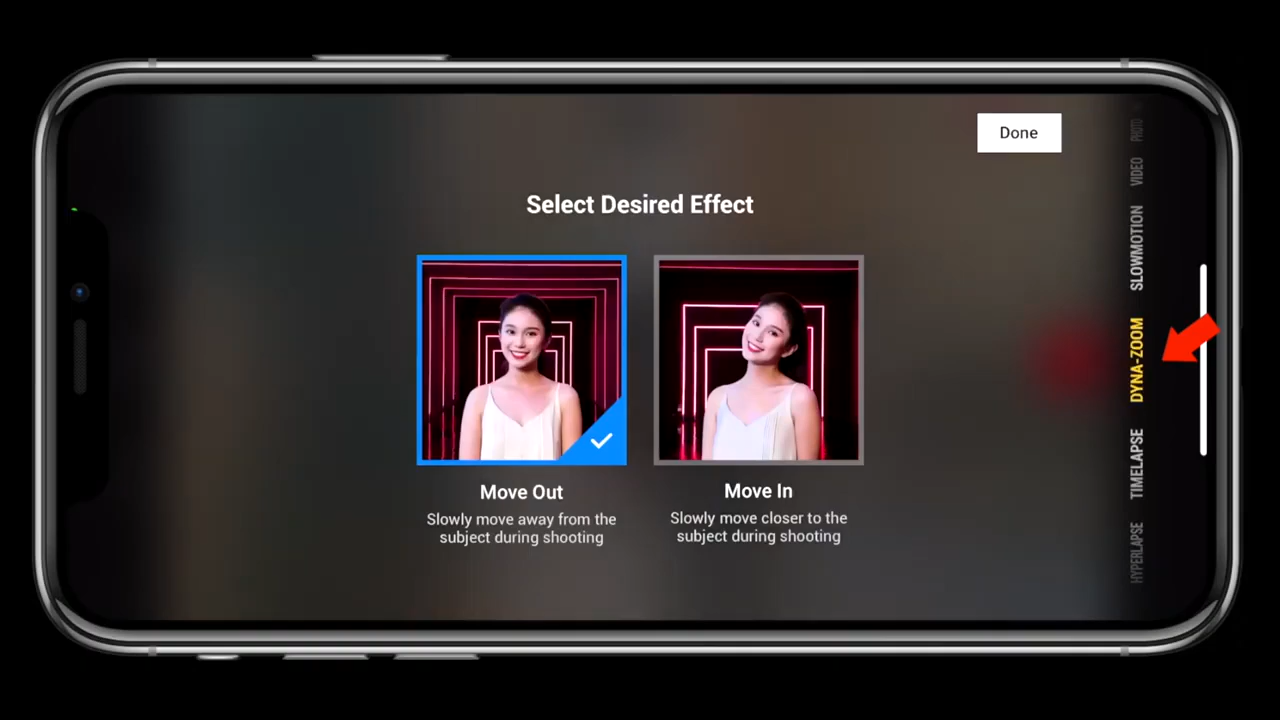 Done
Select Desired Effect
Move Out
Slowly move away from the
subject during shooting
Move In
Slowly move closer to the
subject during shooting
PHOTO
VIDEO
SLOWMOTION
DYNA-ZOOM
TIMELAPSE
HYPERLAPSE